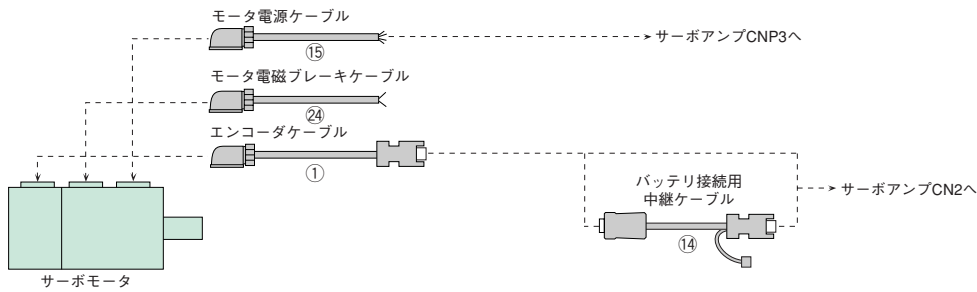 モータ電源ケーブル
⑮
サーボアンプCNP3へ
モータ電磁ブレーキケーブル
㉔
エンコーダケーブル
①
バッテリ接続用
中継ケーブル
⑭
サーボアンプCN2へ
サーボモータ